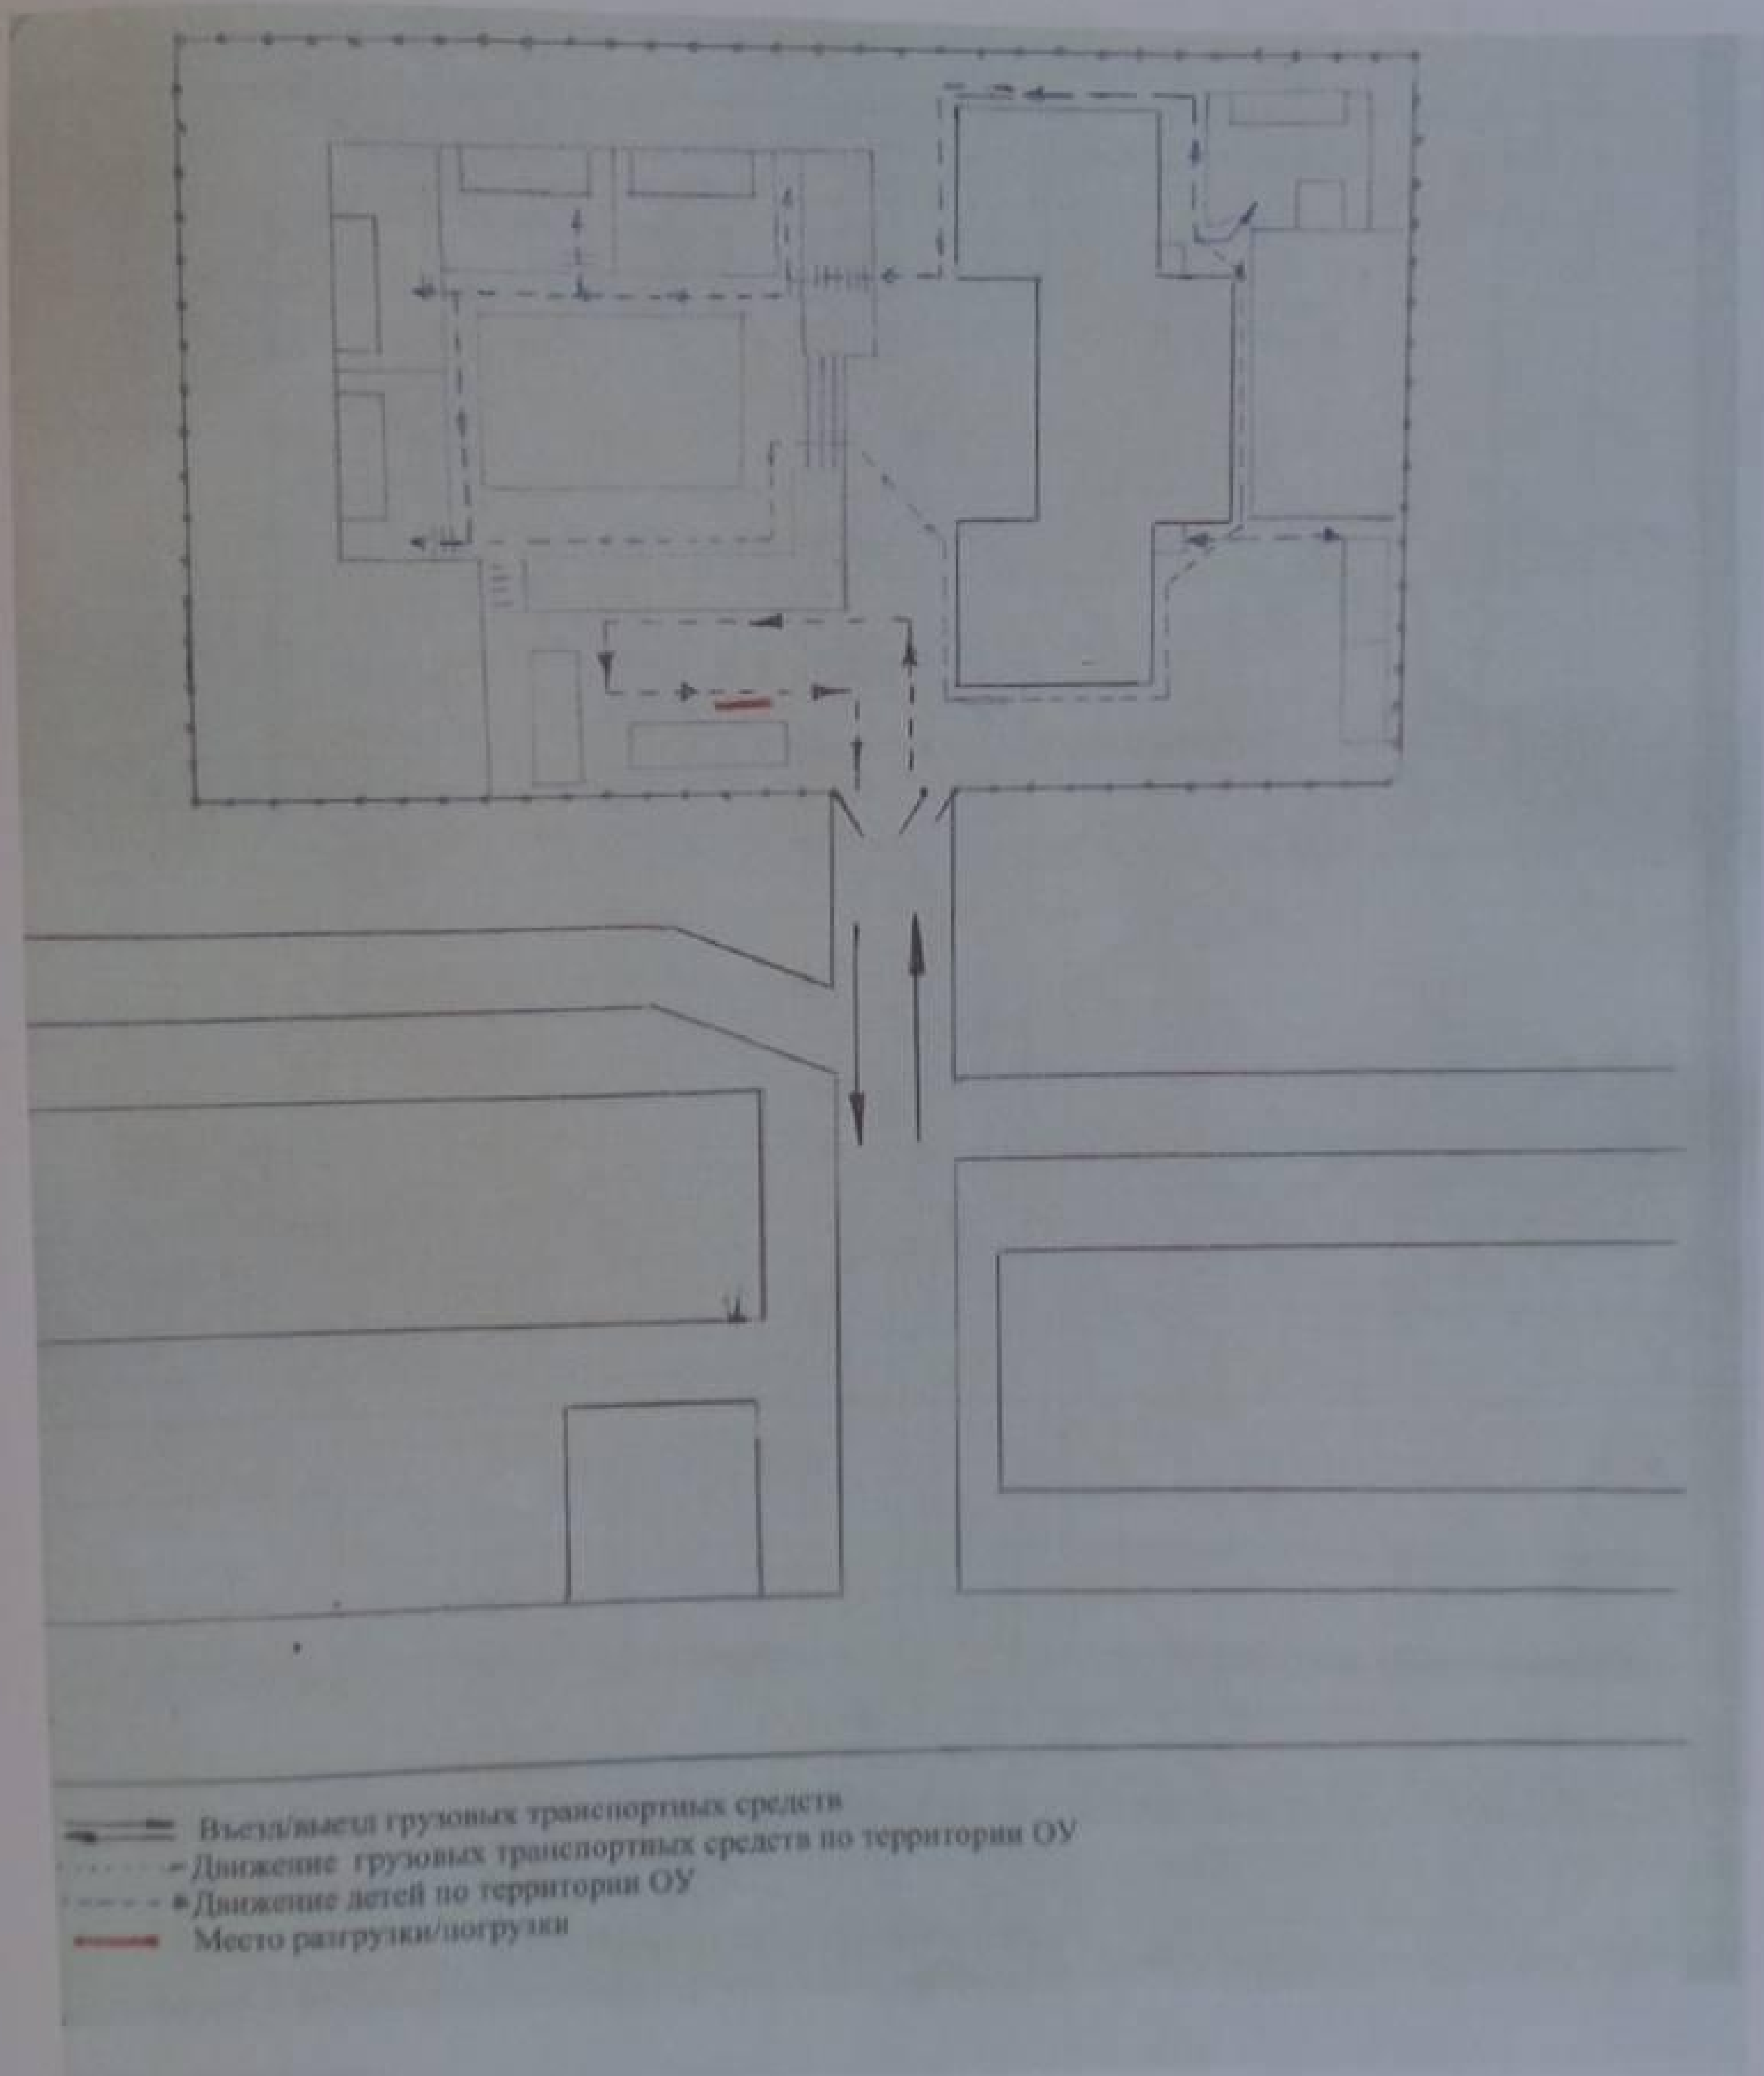 Въезд/выезд грузовых транспортных средств
Движение грузовых транспортных средств по территории ОУ
Движение детей по территории ОУ
Место разгрузки/погрузки